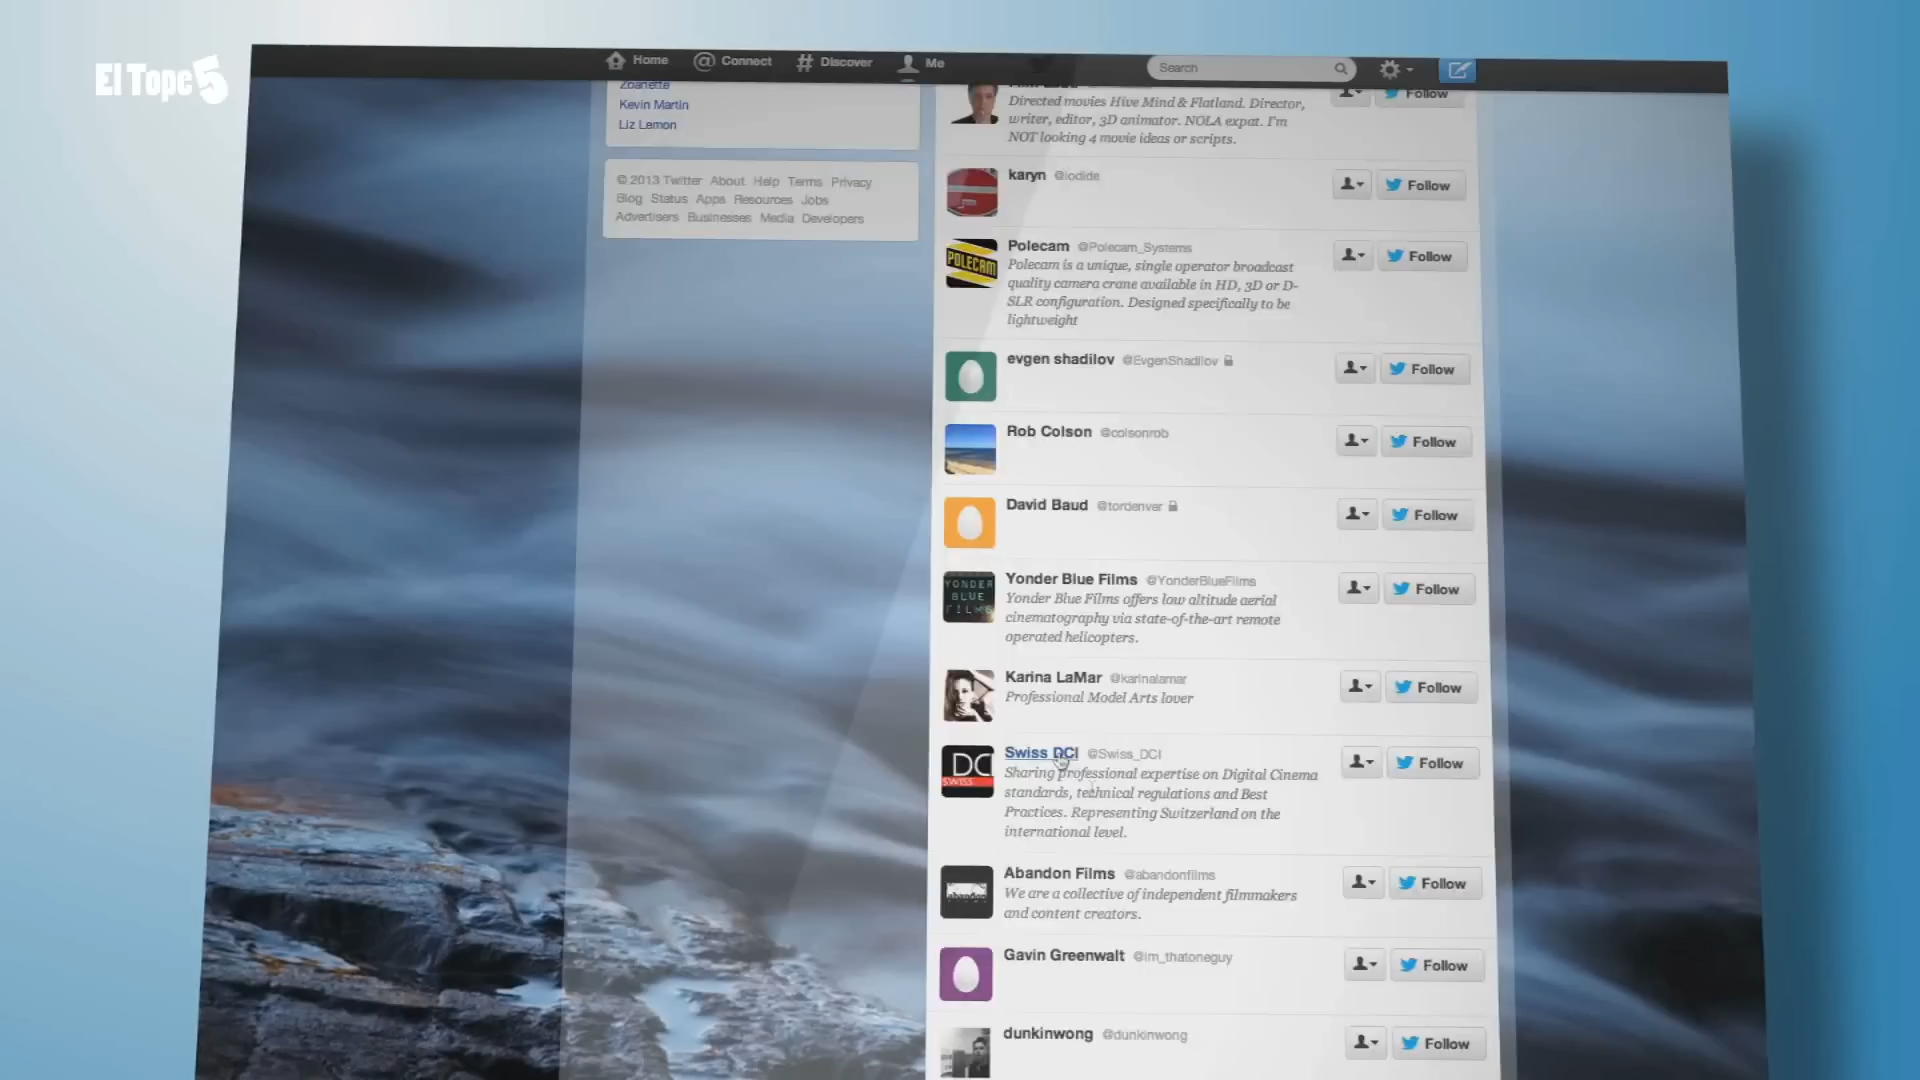 El Tope 5
Home
Connect
Discover
Me
Search
Zoanette
Kevin Martin
Liz Lemon
© 2013 Twitter About Help Terms Privacy
Blog Status Apps Resources Jobs
Advertisers Businesses Media Developers
Directed movies Hive Mind & Flatland. Director,
writer, editor, 3D animator. NOLA expat. I'm
NOT looking 4 movie ideas or scripts.
Follow
karyn @iodide
Follow
POLECAM
Polecam @Polecam_Systems
Polecam is a unique, single operator broadcast
quality camera crane available in HD, 3D or D-
SLR configuration. Designed specifically to be
lightweight
Follow
evgen shadilov @EvgenShadilov
Follow
Rob Colson @colsonrob
Follow
David Baud @tordenver
Follow
YONDER
BLUE
FILMS
Yonder Blue Films @YonderBlueFilms
Yonder Blue Films offers low altitude aerial
cinematography via state-of-the-art remote
operated helicopters.
Follow
Karina LaMar @karinalamar
Professional Model Arts lover
Follow
DCI
SWISS
Swiss DCI @Swiss_DCI
Sharing professional expertise on Digital Cinema
standards, technical regulations and Best
Practices. Representing Switzerland on the
international level.
Follow
Abandon Films @abandonfilms
We are a collective of independent filmmakers
and content creators.
Follow
Gavin Greenwalt @im_thatoneguy
Follow
dunkinwong @dunkinwong
Follow